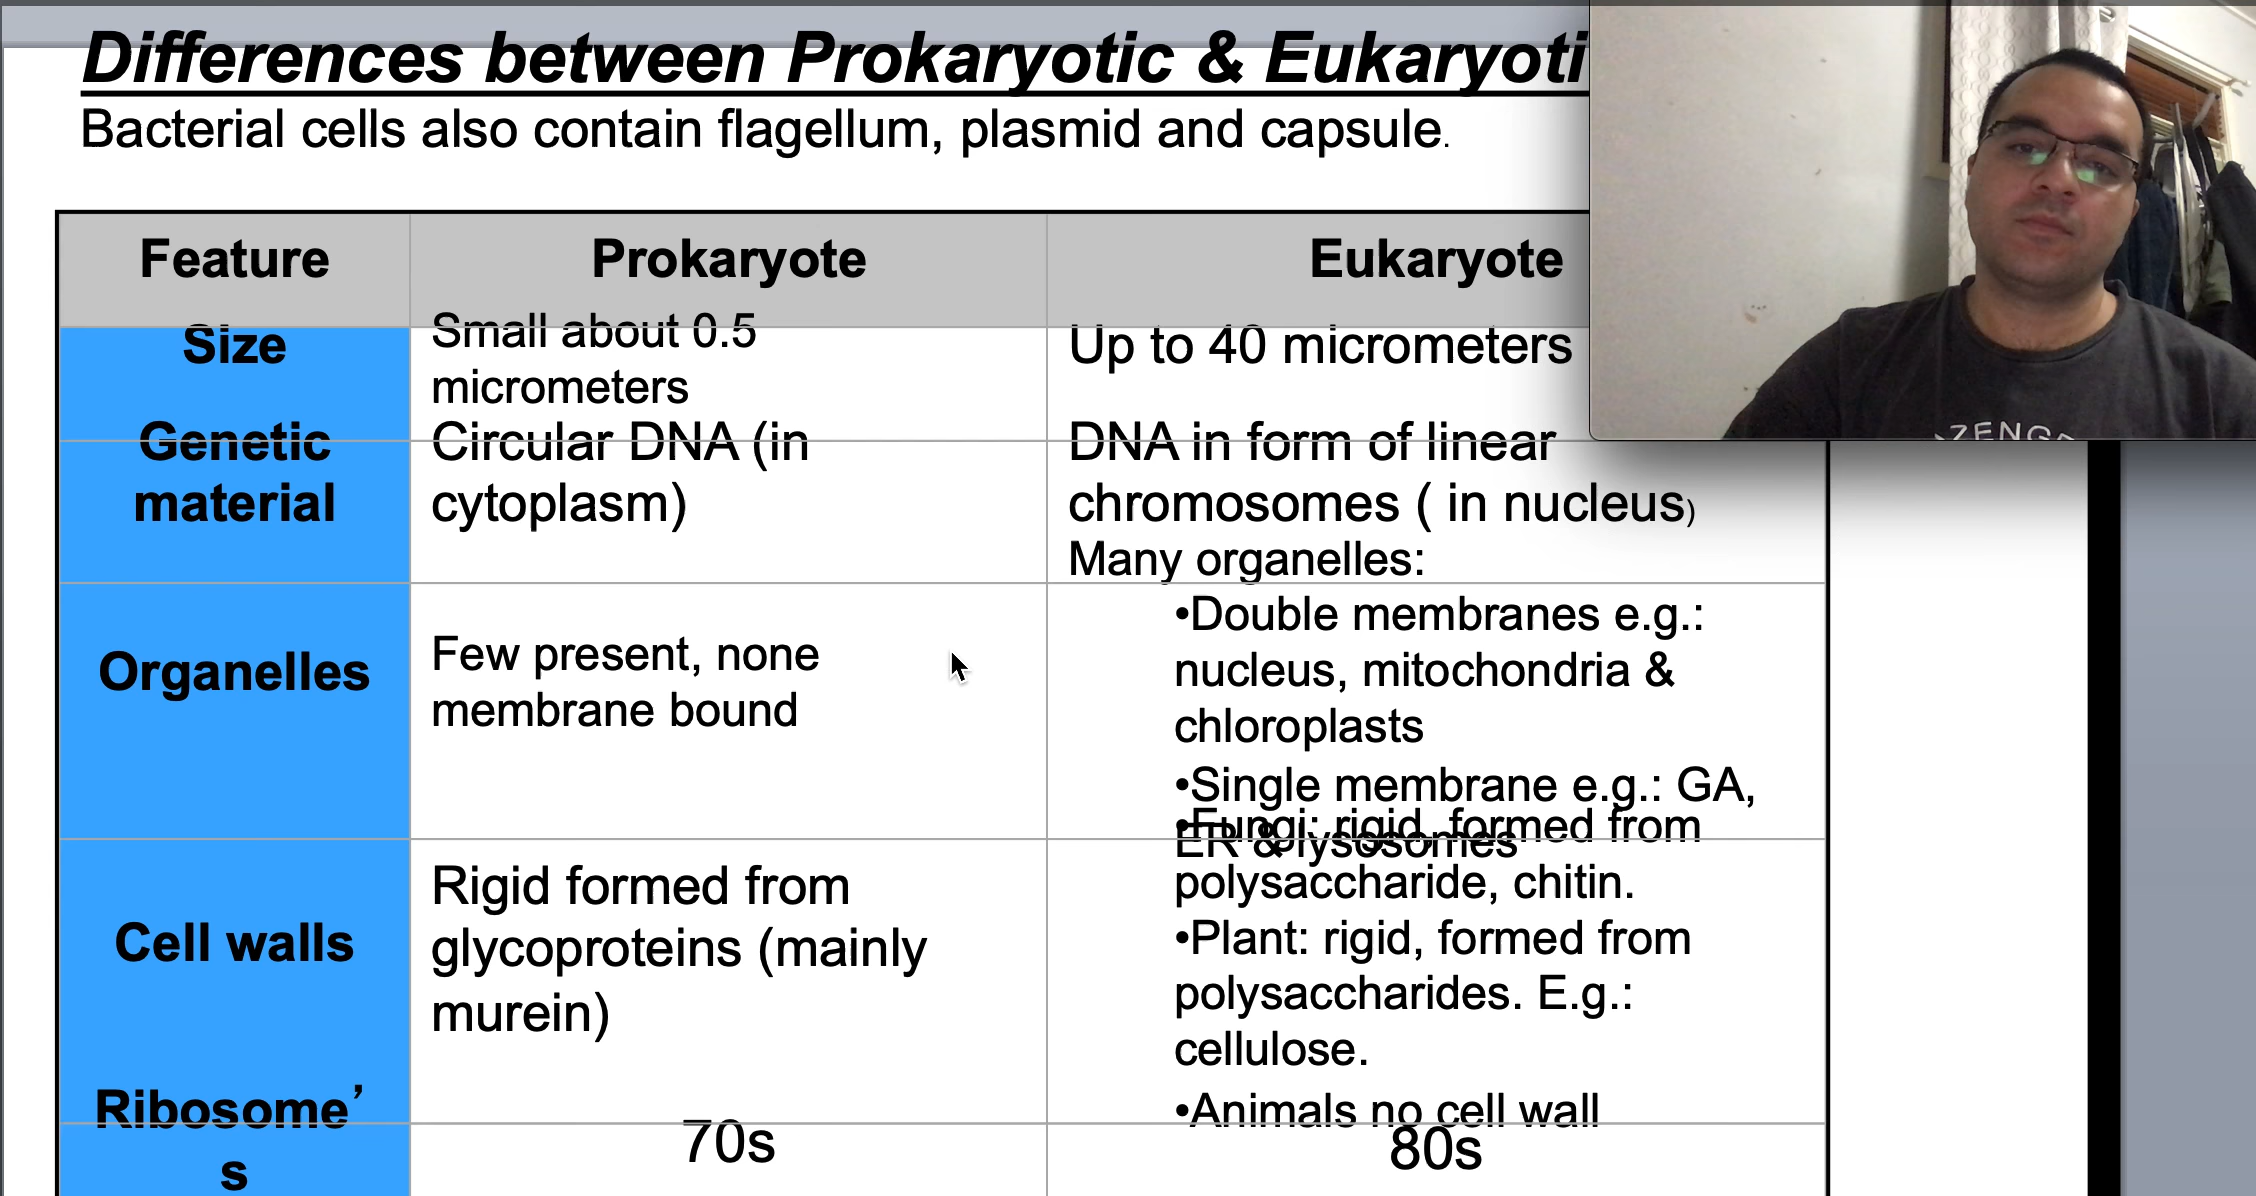 Differences between Prokaryotic & Eukaryoti
Bacterial cells also contain flagellum, plasmid and capsule.
Feature
Prokaryote
Eukaryote
Size
Small about 0.5
micrometers
Up to 40 micrometers
Genetic
material
Circular DNA (in
cytoplasm)
DNA in form of linear
chromosomes ( in nucleus)
Organelles
Few present, none
membrane bound
Many organelles:
•Double membranes e.g.:
nucleus, mitochondria &
chloroplasts
•Single membrane e.g.: GA,
ER & lysosomes
Cell walls
Rigid formed from
glycoproteins (mainly
murein)
•Fungi: rigid, formed from
polysaccharide, chitin.
•Plant: rigid, formed from
polysaccharides. E.g.:
cellulose.
•Animals no cell wall
Ribosome’
s
70s
80s